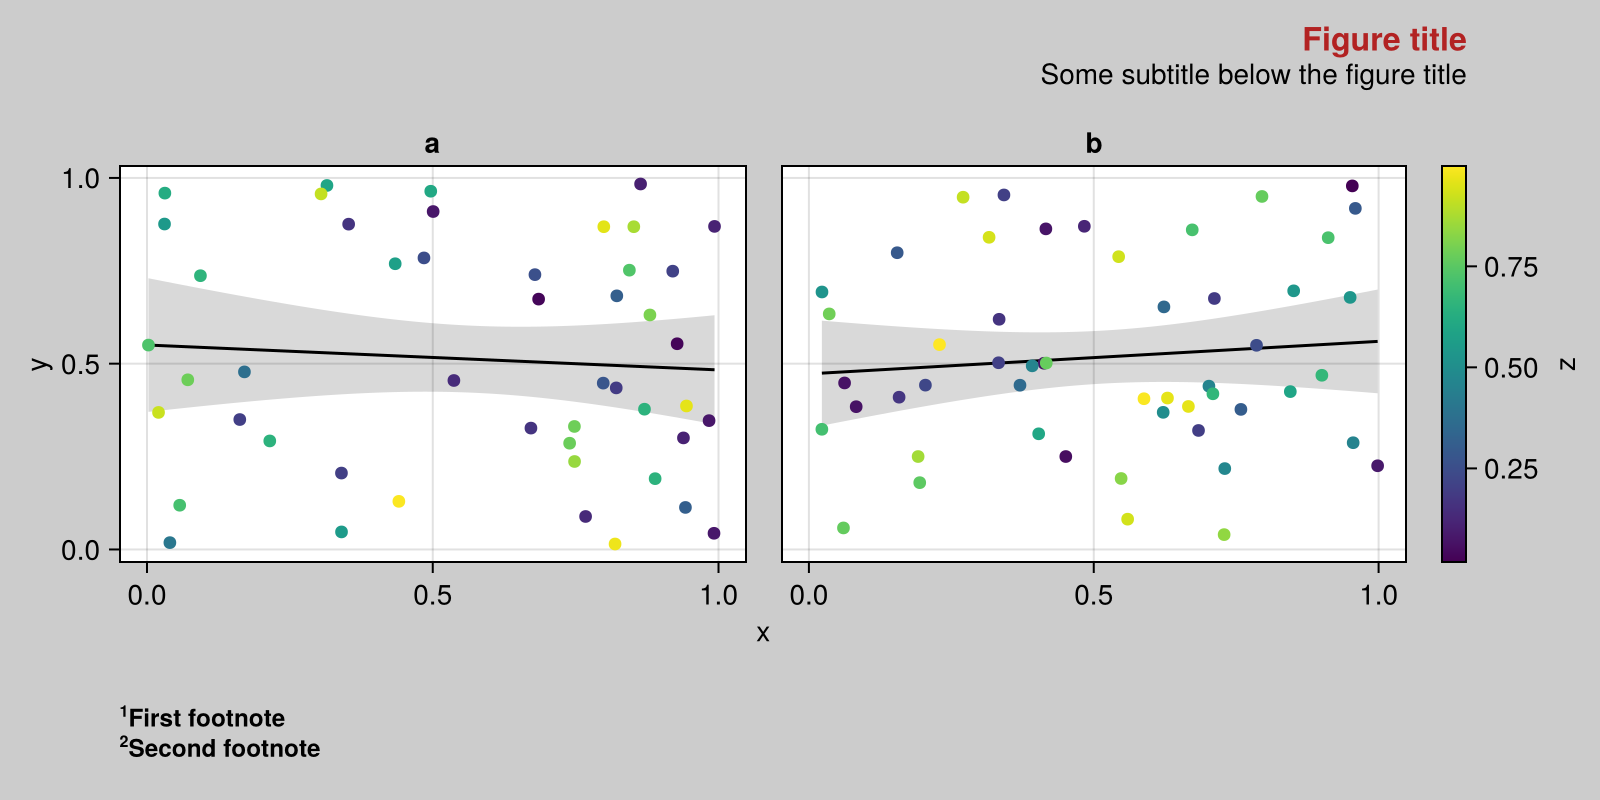 Figure title
Some subtitle below the figure title
a
b
1.0
0.5
0.0
y
0.0
0.5
1.0
0.0
0.5
1.0
x
0.75
0.50
0.25
z
¹First footnote
²Second footnote